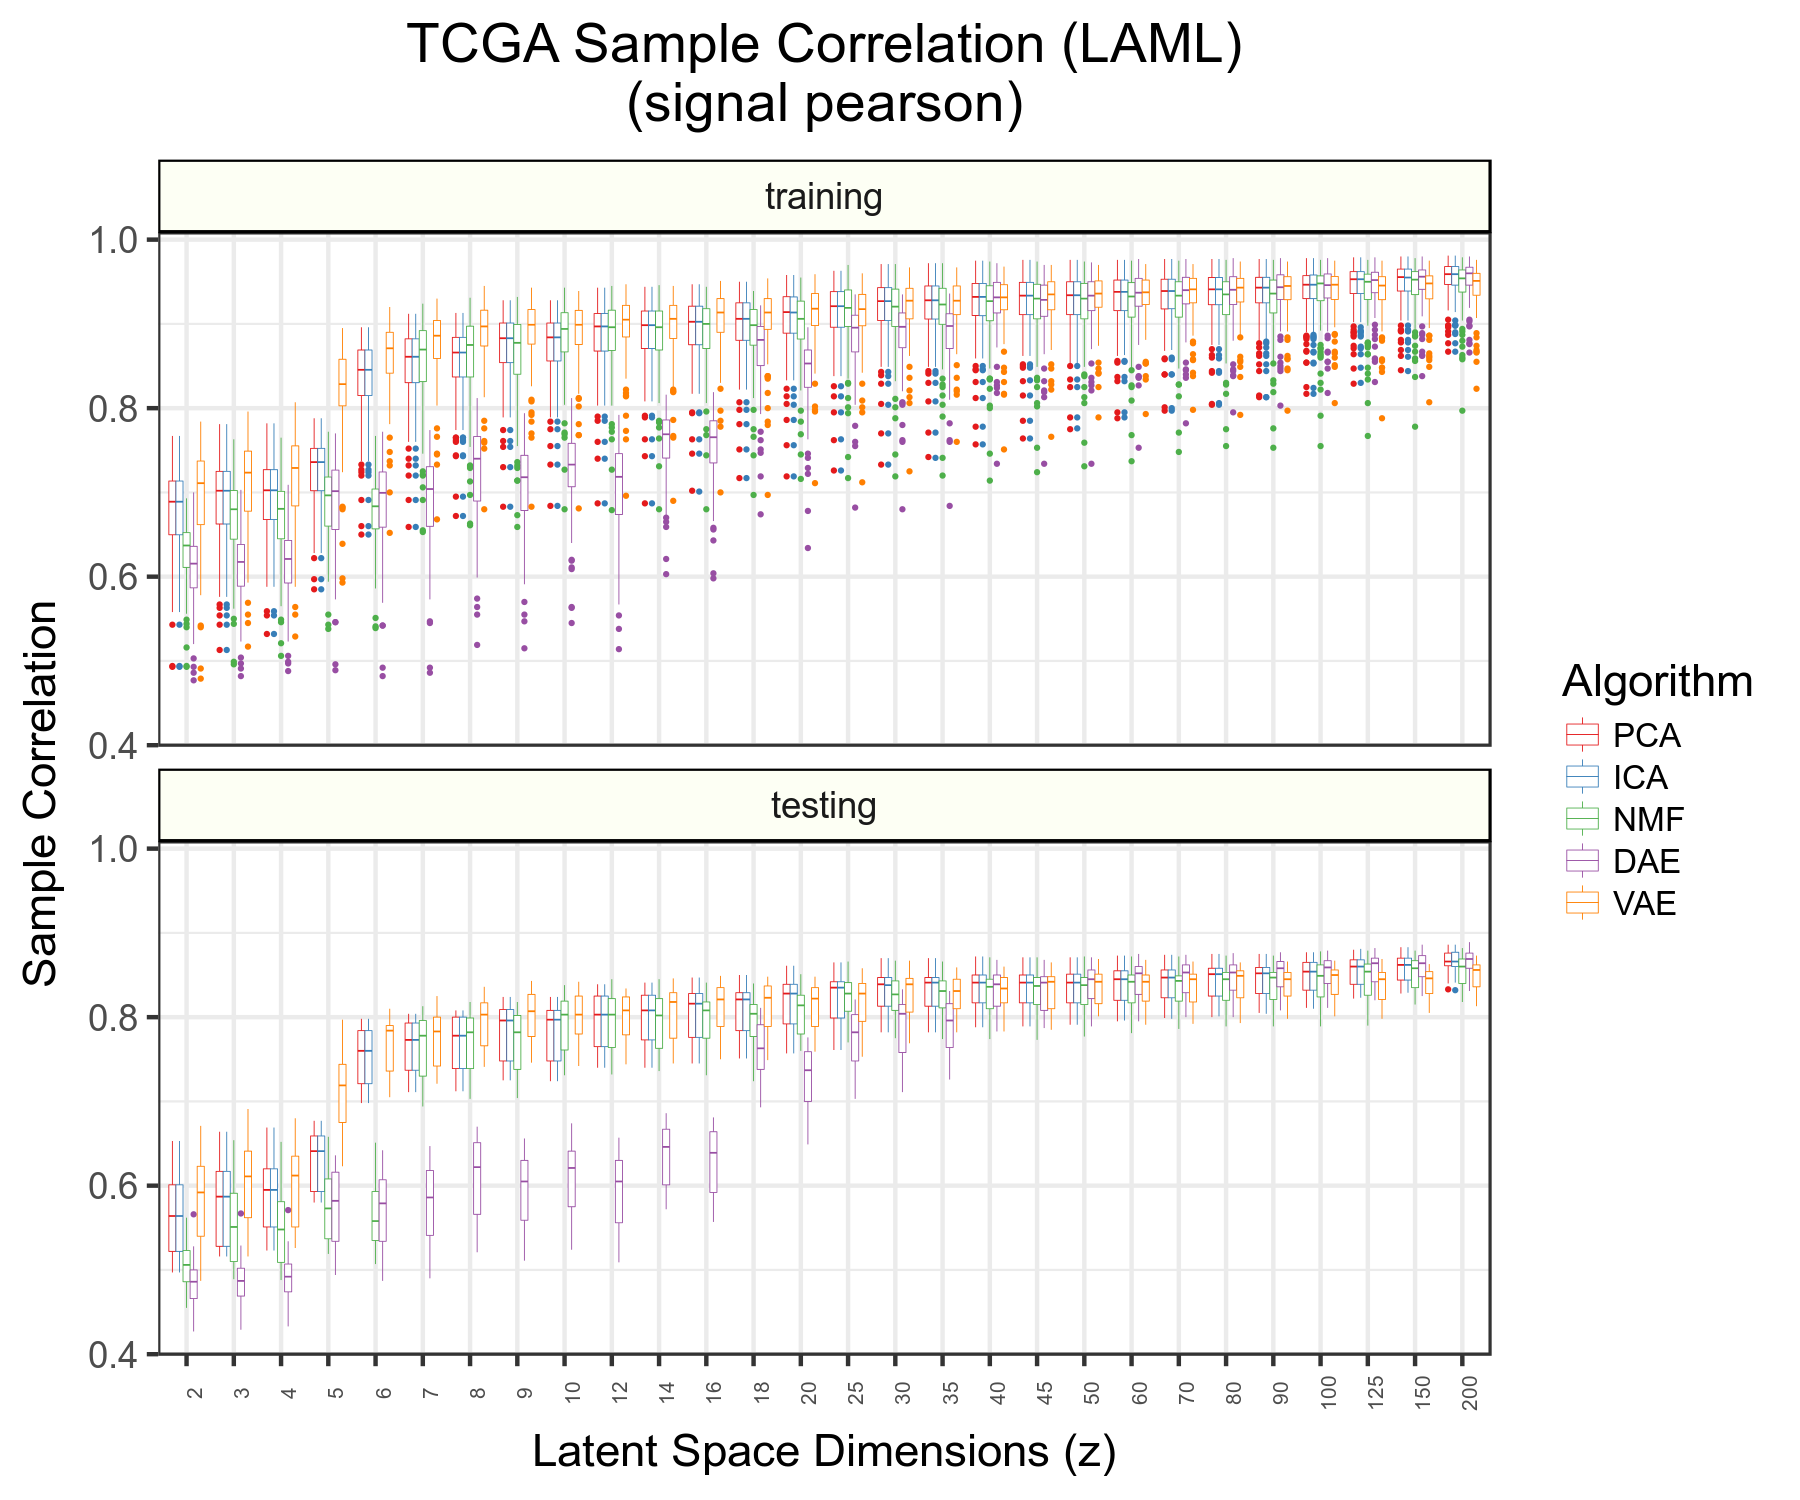 TCGA Sample Correlation (LAML)
(signal pearson)
training
1.0
0.8
0.6
0.4
testing
1.0
0.8
0.6
0.4
Sample Correlation
2 3 4 5 6 7 8 9 10 12 14 16 18 20 25 30 35 40 45 50 60 70 80 90 100 125 150 200
Latent Space Dimensions (z)
Algorithm
PCA
ICA
NMF
DAE
VAE